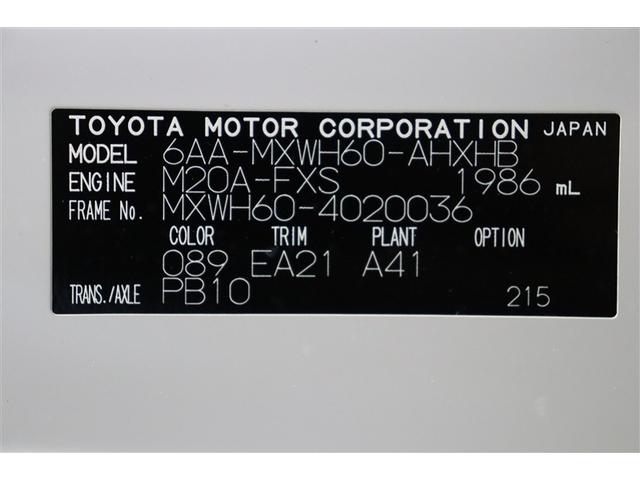 TOYOTA MOTOR CORPORATION JAPAN
MODEL 6AA-MXWH60-AHXHB
ENGINE M20A-FXS 1986 mL
FRAME No. MXWH60-4020036
COLOR TRIM PLANT OPTION
089 EA21 A41
TRANS./AXLE PB10 215